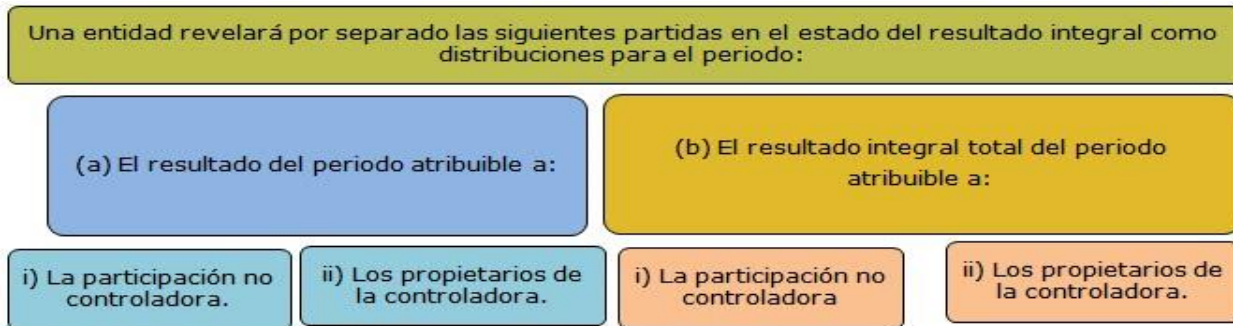 Una entidad revelará por separado las siguientes partidas en el estado del resultado integral como
distribuciones para el periodo:
(a) El resultado del periodo atribuible a:
(b) El resultado integral total del periodo
atribuible a:
i) La participación no
controladora.
ii) Los propietarios de
la controladora.
i) La participación no
controladora
ii) Los propietarios de
la controladora.